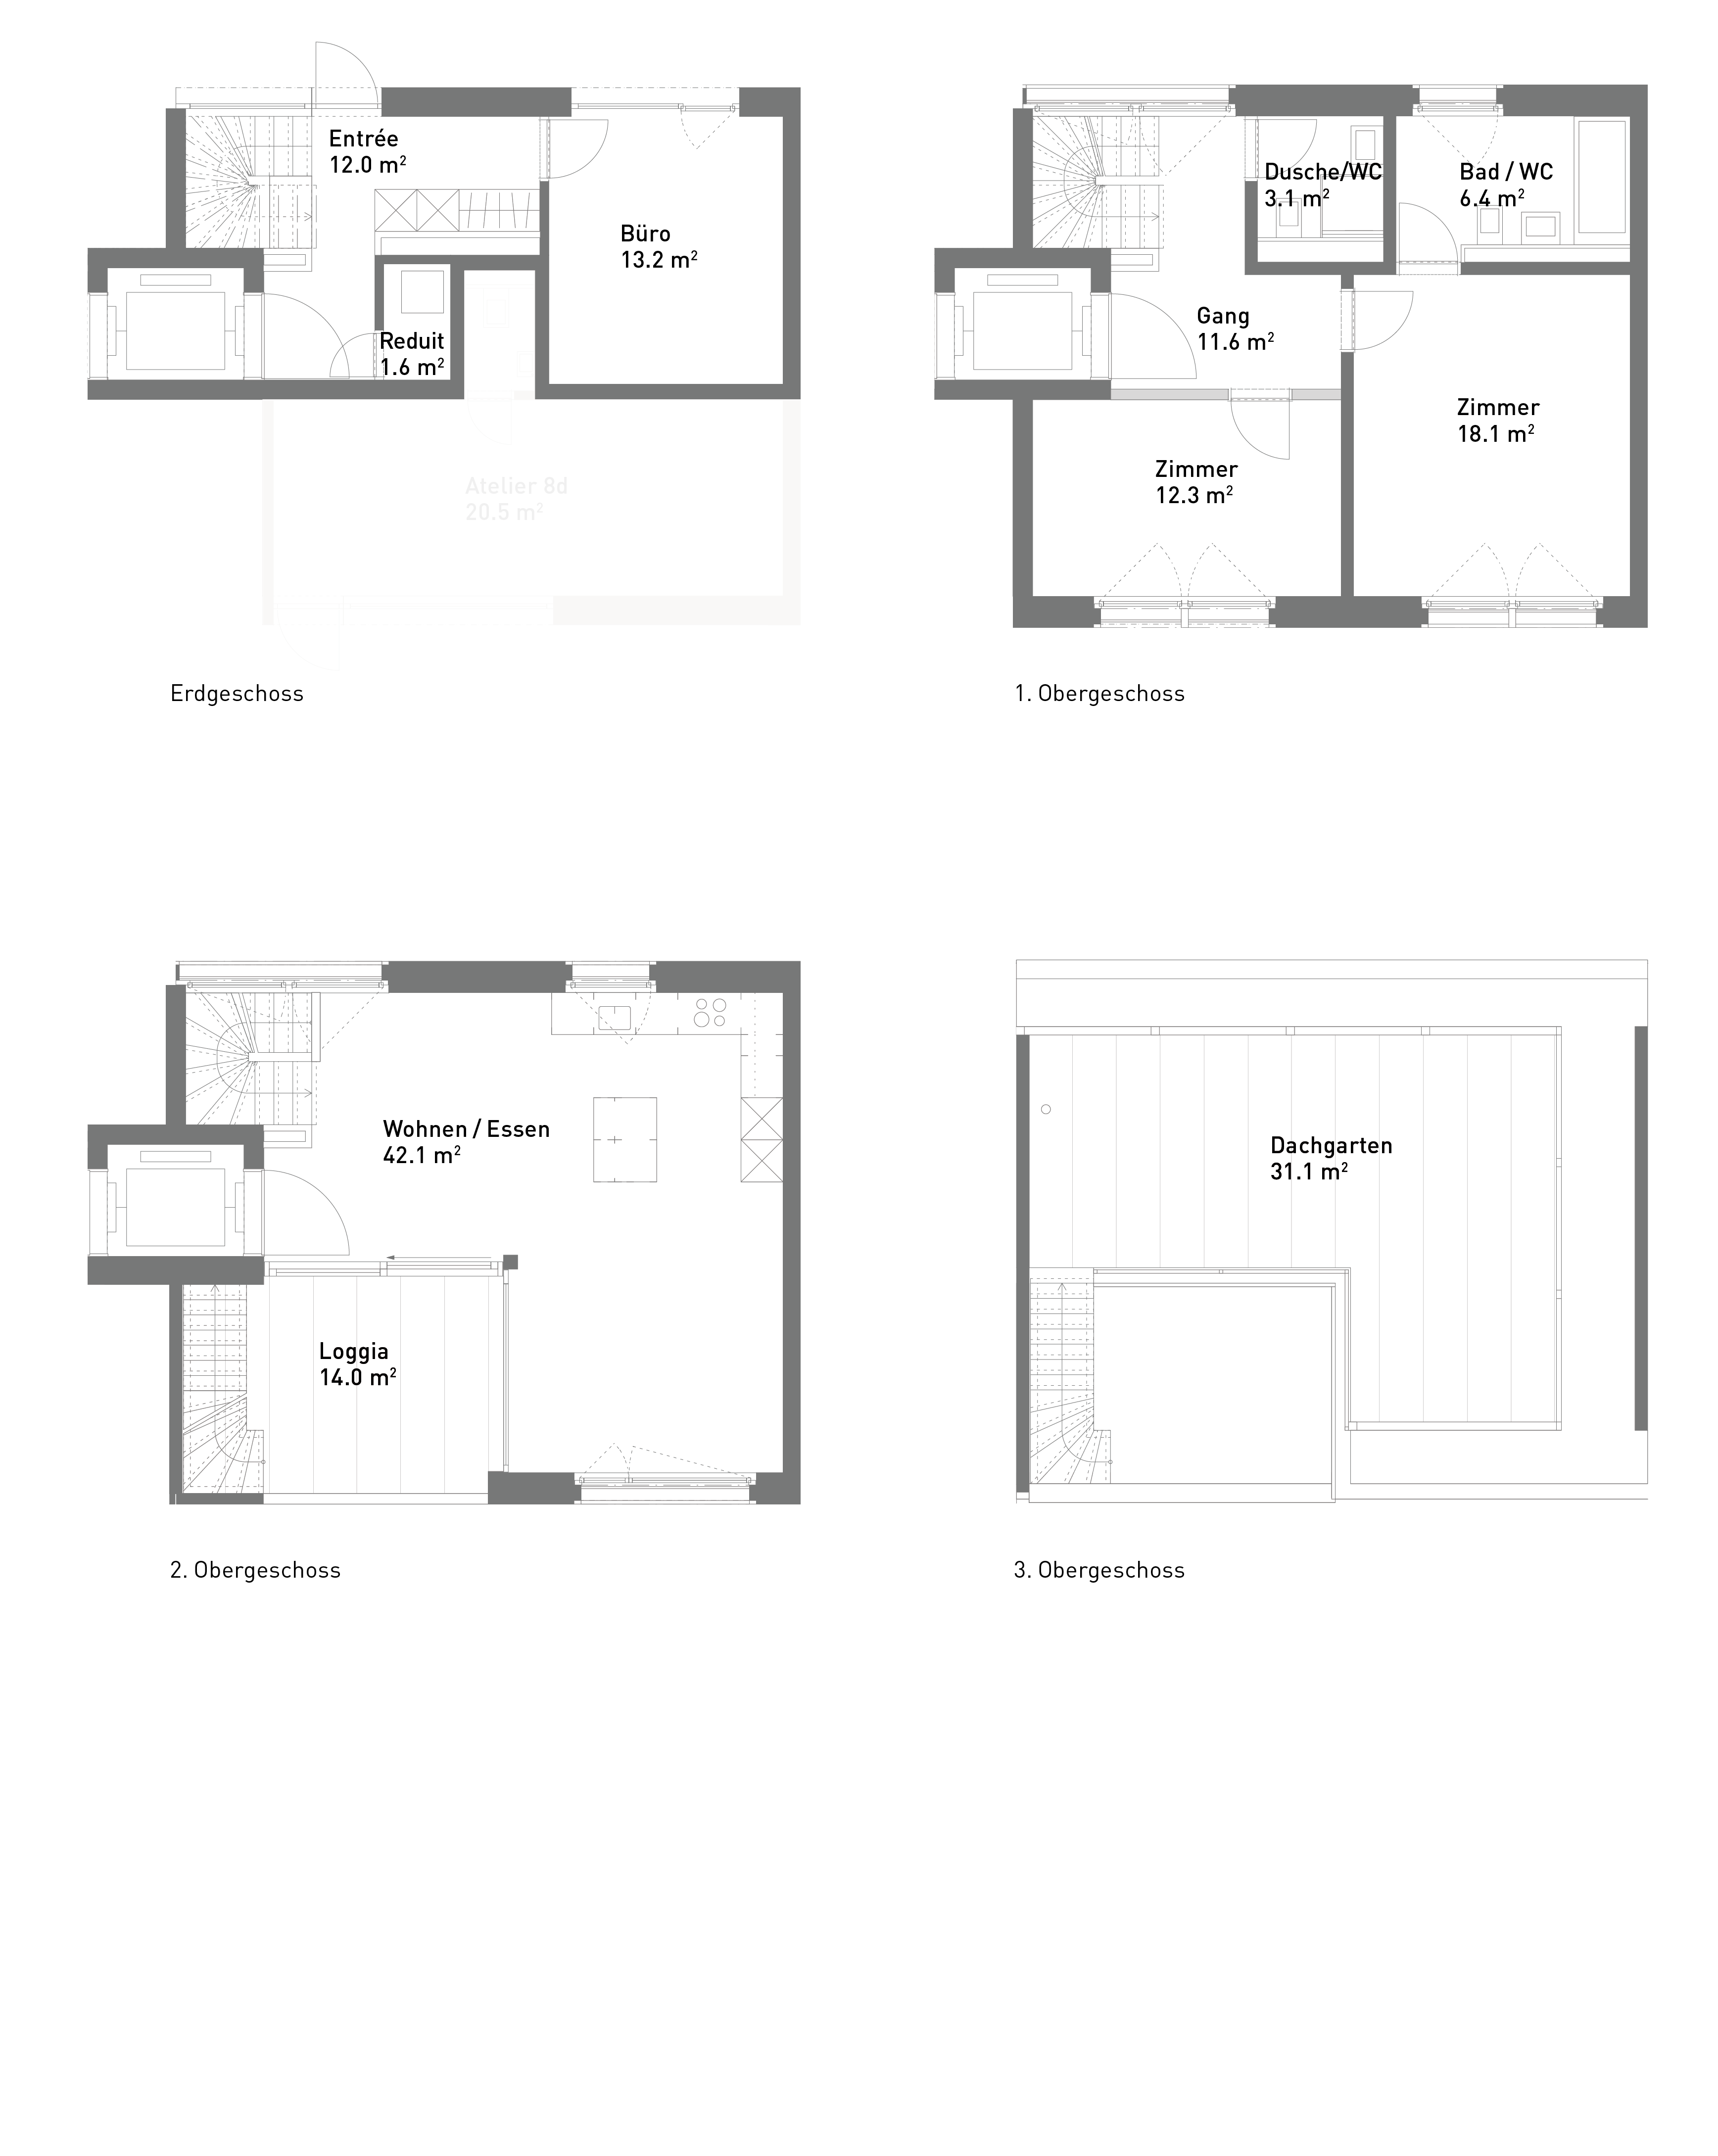 Entrée
12.0 m²
Büro
13.2 m²
Reduit
1.6 m²
Atelier 8d
20.5 m²
Erdgeschoss
Dusche/WC
3.1 m²
Bad / WC
6.4 m²
Gang
11.6 m²
Zimmer
18.1 m²
Zimmer
12.3 m²
1. Obergeschoss
Wohnen / Essen
42.1 m²
Loggia
14.0 m²
2. Obergeschoss
Dachgarten
31.1 m²
3. Obergeschoss